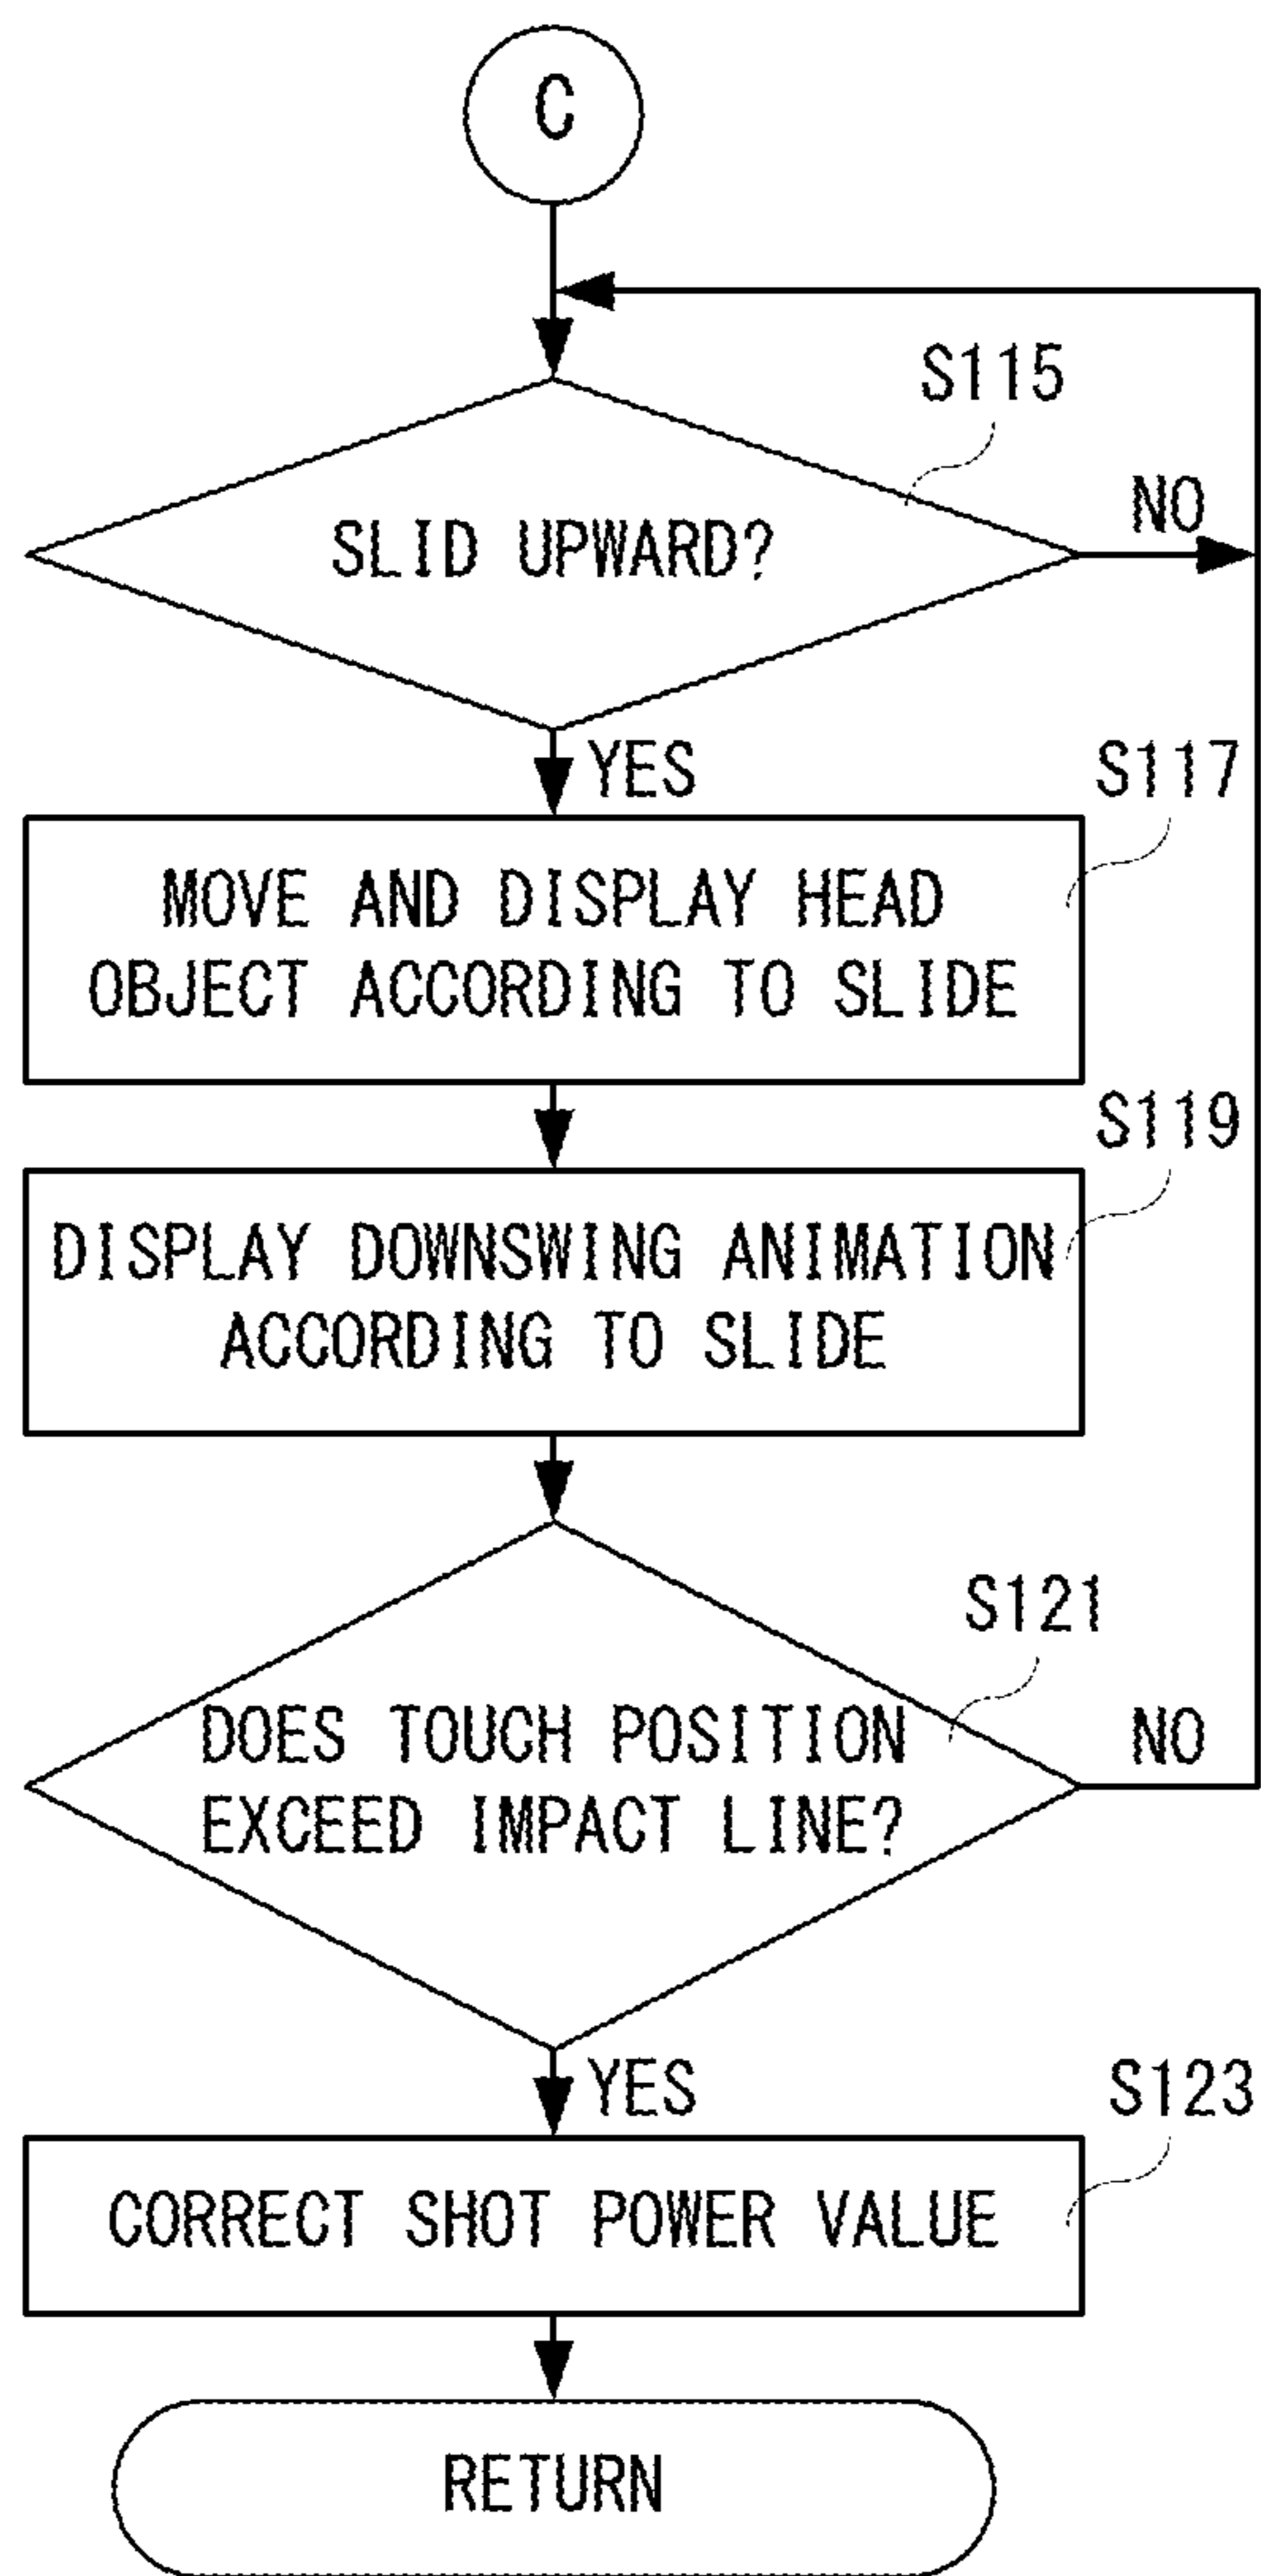 C
S115
SLID UPWARD?
NO
YES
S117
MOVE AND DISPLAY HEAD
OBJECT ACCORDING TO SLIDE
S119
DISPLAY DOWNSWING ANIMATION
ACCORDING TO SLIDE
S121
DOES TOUCH POSITION
EXCEED IMPACT LINE?
NO
YES
S123
CORRECT SHOT POWER VALUE
RETURN